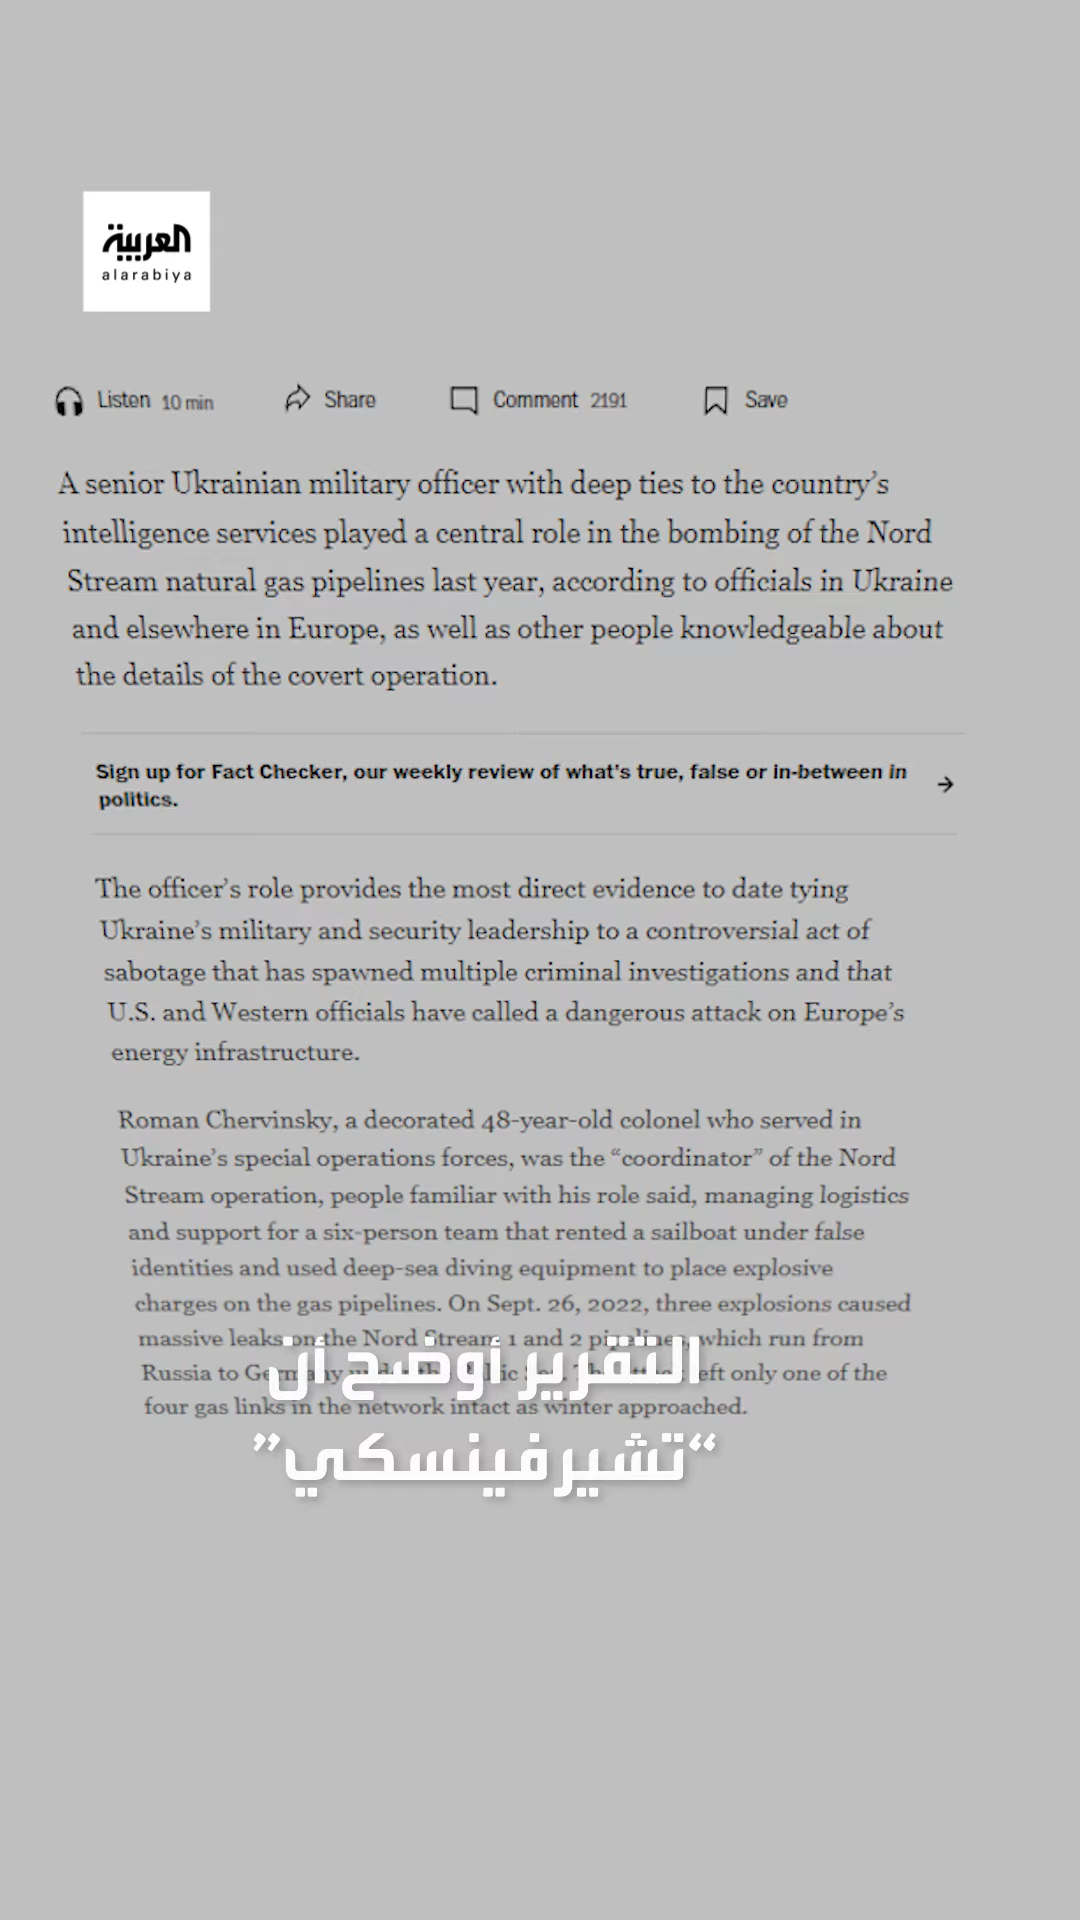 العربية
alarabiya
Listen 10 min Share Comment 2191 Save
A senior Ukrainian military officer with deep ties to the country's
intelligence services played a central role in the bombing of the Nord
Stream natural gas pipelines last year, according to officials in Ukraine
and elsewhere in Europe, as well as other people knowledgeable about
the details of the covert operation.
Sign up for Fact Checker, our weekly review of what's true, false or in-between in
politics.
The officer's role provides the most direct evidence to date tying
Ukraine's military and security leadership to a controversial act of
sabotage that has spawned multiple criminal investigations and that
U.S. and Western officials have called a dangerous attack on Europe's
energy infrastructure.
Roman Chervinsky, a decorated 48-year-old colonel who served in
Ukraine's special operations forces, was the “coordinator” of the Nord
Stream operation, people familiar with his role said, managing logistics
and support for a six-person team that rented a sailboat under false
identities and used deep-sea diving equipment to place explosive
charges on the gas pipelines. On Sept. 26, 2022, three explosions caused
massive leaks on the Nord Stream 1 and 2 pipelines, which run from
Russia to Germany left only one of the
four gas links in the network intact as winter approached.
التقرير أوضح أن
“تشيرفينسكي”